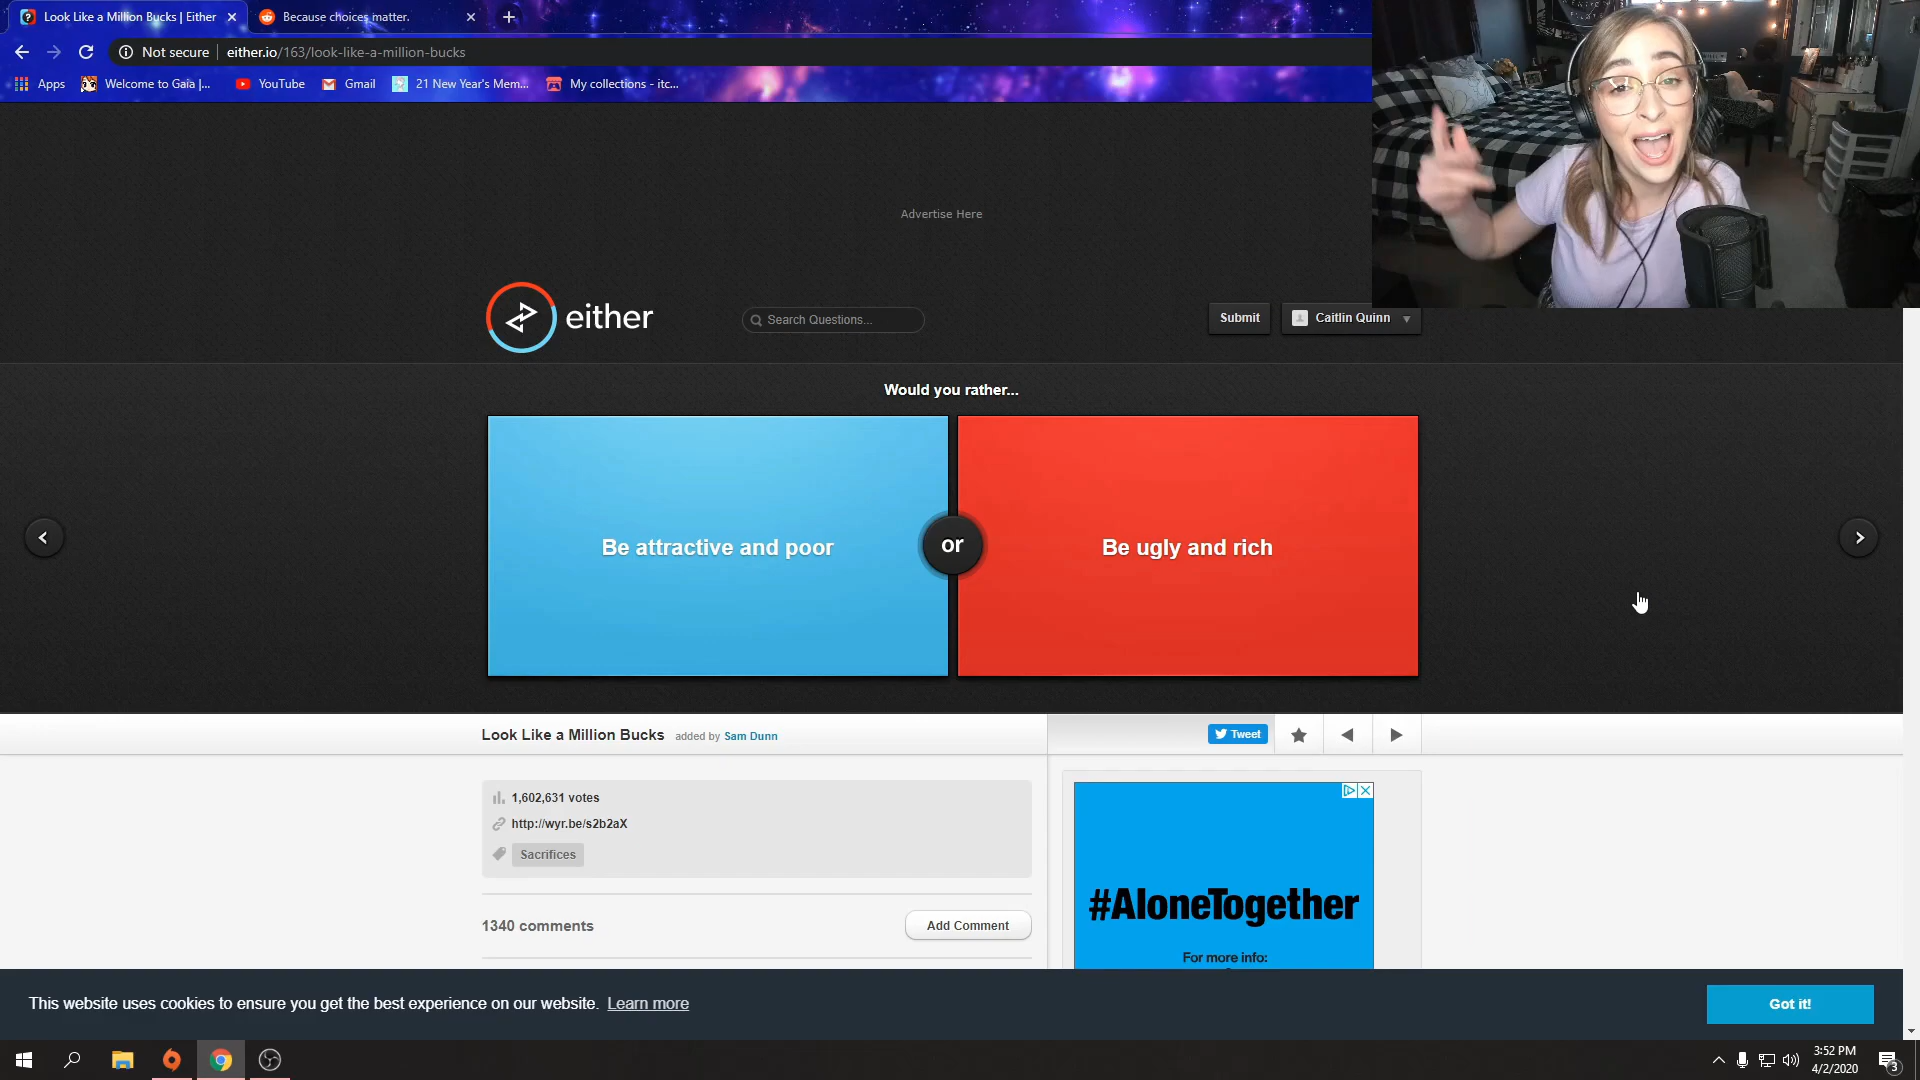 Look Like a Million Bucks | Either
Because choices matter.
Not secure
either.io/163/look-like-a-million-bucks
Apps
Welcome to Gaia |...
YouTube
Gmail
21 New Year's Mem...
My collections - itc...
Advertise Here
either
Search Questions...
Submit
Caitlin Quinn
Would you rather...
Be attractive and poor
or
Be ugly and rich
Look Like a Million Bucks added by Sam Dunn
Tweet
1,602,631 votes
http://wyr.be/s2b2aX
Sacrifices
1340 comments
Add Comment
#AloneTogether
For more info:
This website uses cookies to ensure you get the best experience on our website. Learn more
Got it!
3:52 PM
4/2/2020
3